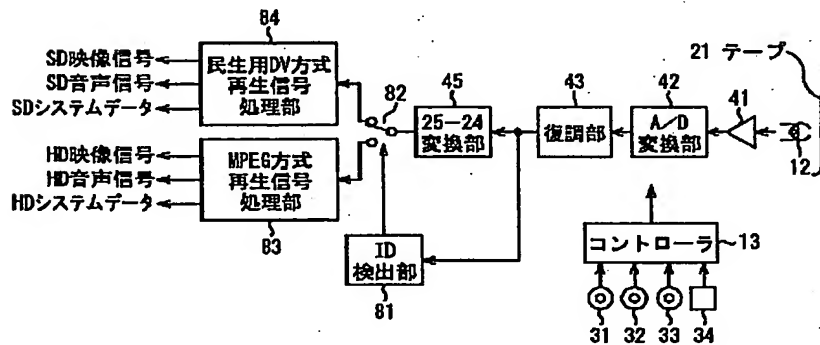 84
SD映像信号
SD音声信号
SDシステムデータ
民生用DV方式
再生信号
処理部
82
45
25-24
変換部
43
復調部
42
A/D
変換部
41
21 テープ
12
HD映像信号
HD音声信号
HDシステムデータ
MPEG方式
再生信号
処理部
83
ID
検出部
81
コントローラ
13
31
32
33
34